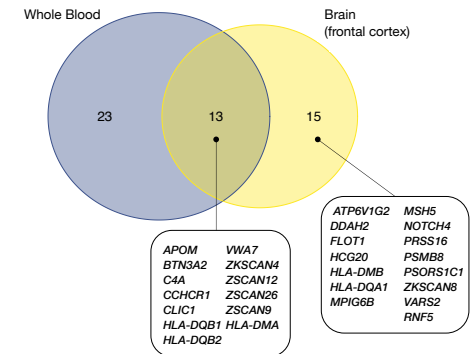 Whole Blood
Brain
(frontal cortex)
23
13
15
APOM VWA7
BTN3A2 ZKSCAN4
C4A ZSCAN12
CCHCR1 ZSCAN26
CLIC1 ZSCAN9
HLA-DQB1 HLA-DMA
HLA-DQB2
ATP6V1G2 MSH5
DDAH2 NOTCH4
FLOT1 PRSS16
HCG20 PSMB8
HLA-DMB PSORS1C1
HLA-DQA1 ZKSCAN8
MPIG6B VARS2
RNF5